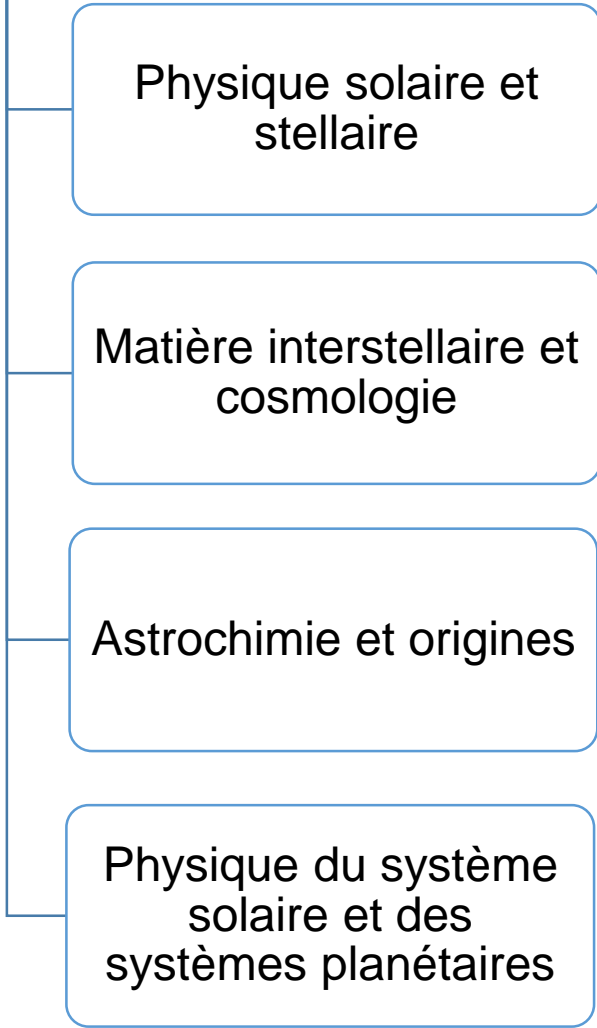 Physique solaire et
stellaire
Matière interstellaire et
cosmologie
Astrochimie et origines
Physique du système
solaire et des
systèmes planétaires